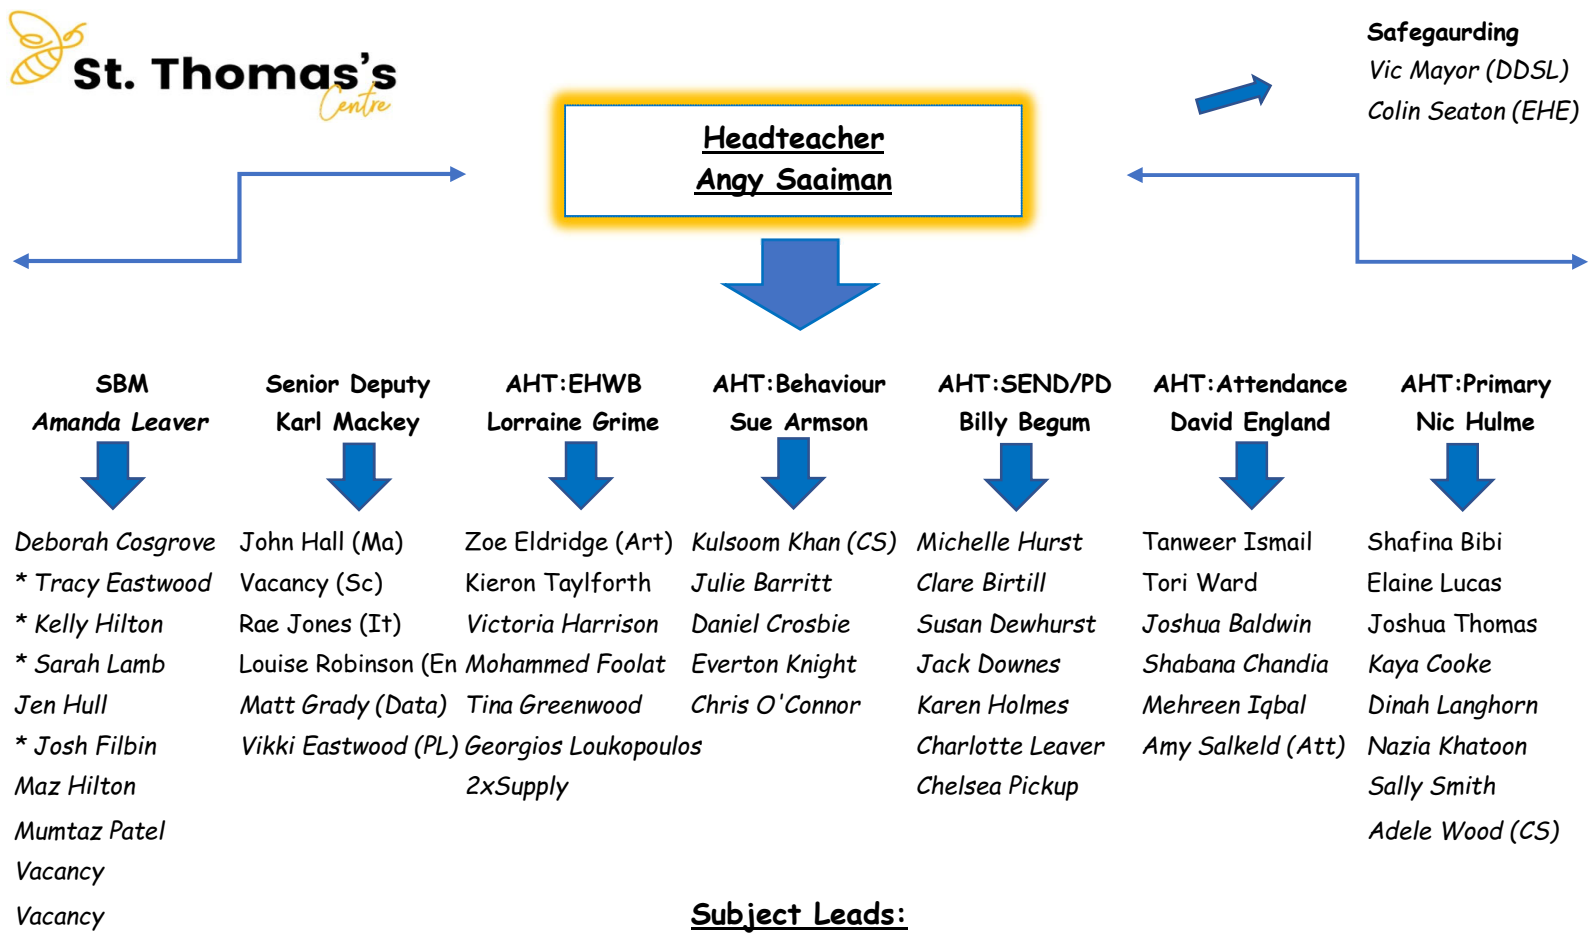 St. Thomas's
Centre
Safegaurding
Vic Mayor (DDSL)
Colin Seaton (EHE)
Headteacher
Angy Saaiman
SBM
Amanda Leaver
Deborah Cosgrove
* Tracy Eastwood
* Kelly Hilton
* Sarah Lamb
Jen Hull
* Josh Filbin
Maz Hilton
Mumtaz Patel
Vacancy
Vacancy
Senior Deputy
Karl Mackey
John Hall (Ma)
Vacancy (Sc)
Rae Jones (It)
Louise Robinson (En
Matt Grady (Data)
Vikki Eastwood (PL)
AHT:EHWB
Lorraine Grime
Zoe Eldridge (Art)
Kieron Taylforth
Victoria Harrison
Mohammed Foolat
Tina Greenwood
Georgios Loukopoulos
2xSupply
AHT:Behaviour
Sue Armson
Kulsoom Khan (CS)
Julie Barritt
Daniel Crosbie
Everton Knight
Chris O'Connor
AHT:SEND/PD
Billy Begum
Michelle Hurst
Clare Birtill
Susan Dewhurst
Jack Downes
Karen Holmes
Charlotte Leaver
Chelsea Pickup
AHT:Attendance
David England
Tanweer Ismail
Tori Ward
Joshua Baldwin
Shabana Chandia
Mehreen Iqbal
Amy Salkeld (Att)
AHT:Primary
Nic Hulme
Shafina Bibi
Elaine Lucas
Joshua Thomas
Kaya Cooke
Dinah Langhorn
Nazia Khatoon
Sally Smith
Adele Wood (CS)
Subject Leads: